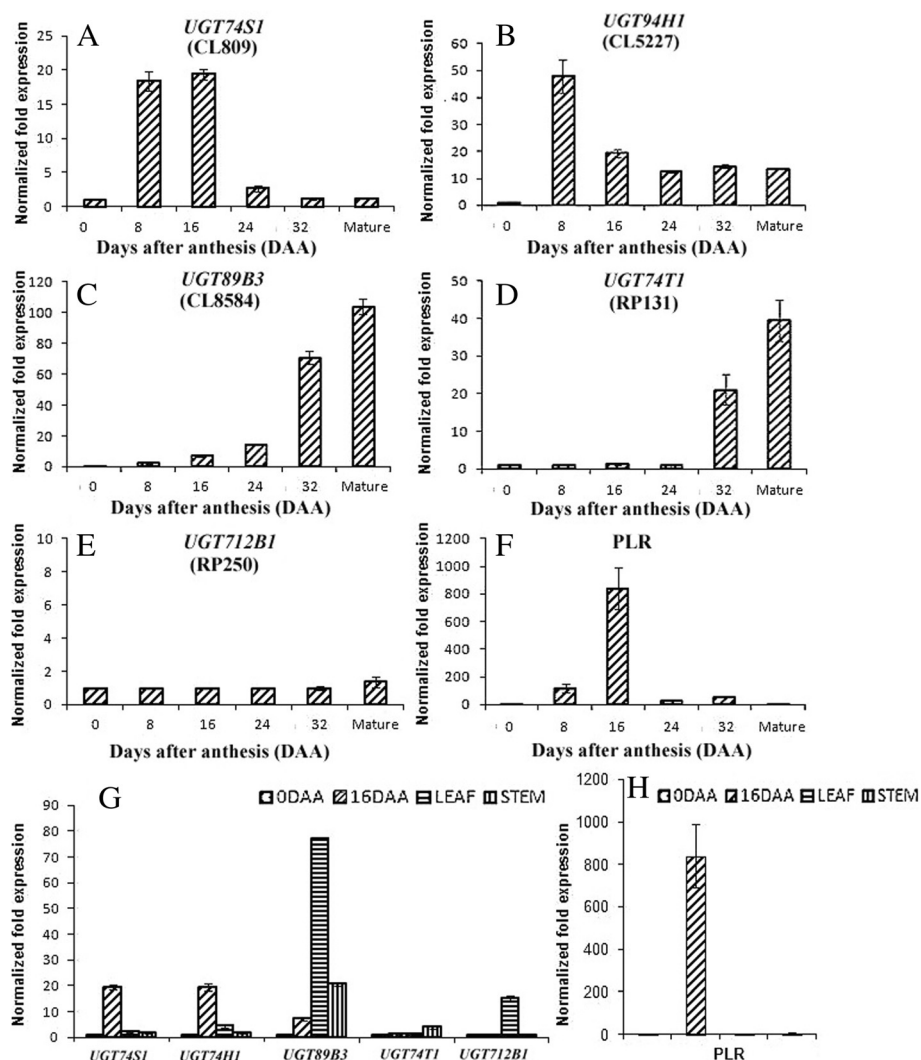 A
UGT74S1
(CL809)
Normalized fold expression
25
20
15
10
5
0
0 8 16 24 32 Mature
Days after anthesis (DAA)
B
UGT94H1
(CL5227)
Normalized fold expression
60
50
40
30
20
10
0
0 8 16 24 32 Mature
Days after anthesis (DAA)
C
UGT89B3
(CL8584)
Normalized fold expression
120
100
80
60
40
20
0
0 8 16 24 32 Mature
Days after anthesis (DAA)
D
UGT74T1
(RP131)
Normalized fold expression
50
40
30
20
10
0
0 8 16 24 32 Mature
Days after anthesis (DAA)
E
UGT712B1
(RP250)
Normalized fold expression
10
8
6
4
2
0
0 8 16 24 32 Mature
Days after anthesis (DAA)
F
PLR
Normalized fold expression
1200
1000
800
600
400
200
0
0 8 16 24 32 Mature
Days after anthesis (DAA)
G
0DAA 16DAA LEAF STEM
Normalized fold expression
90
80
70
60
50
40
30
20
10
0
UGT74S1 UGT74H1 UGT89B3 UGT74T1 UGT712B1
H
0DAA 16DAA LEAF STEM
Normalized fold expression
1200
1000
800
600
400
200
0
PLR